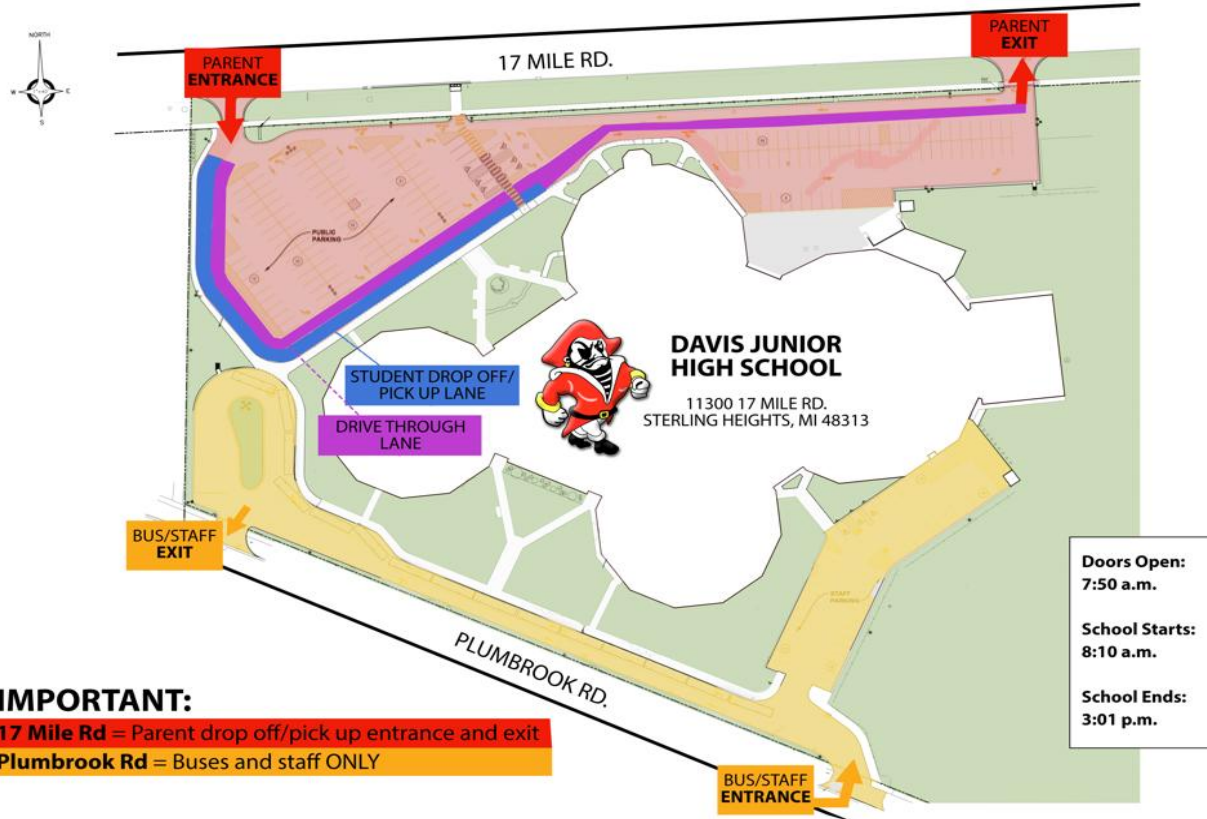 NORTH
W
E
S
PARENT
ENTRANCE
17 MILE RD.
PARENT
EXIT
PUBLIC
PARKING
STUDENT DROP OFF/
PICK UP LANE
DRIVE THROUGH
LANE
DAVIS JUNIOR
HIGH SCHOOL
11300 17 MILE RD.
STERLING HEIGHTS, MI 48313
BUS/STAFF
EXIT
STAFF
PARKING
PLUMBROOK RD.
BUS/STAFF
ENTRANCE
Doors Open:
7:50 a.m.
School Starts:
8:10 a.m.
School Ends:
3:01 p.m.
IMPORTANT:
17 Mile Rd = Parent drop off/pick up entrance and exit
Plumbrook Rd = Buses and staff ONLY